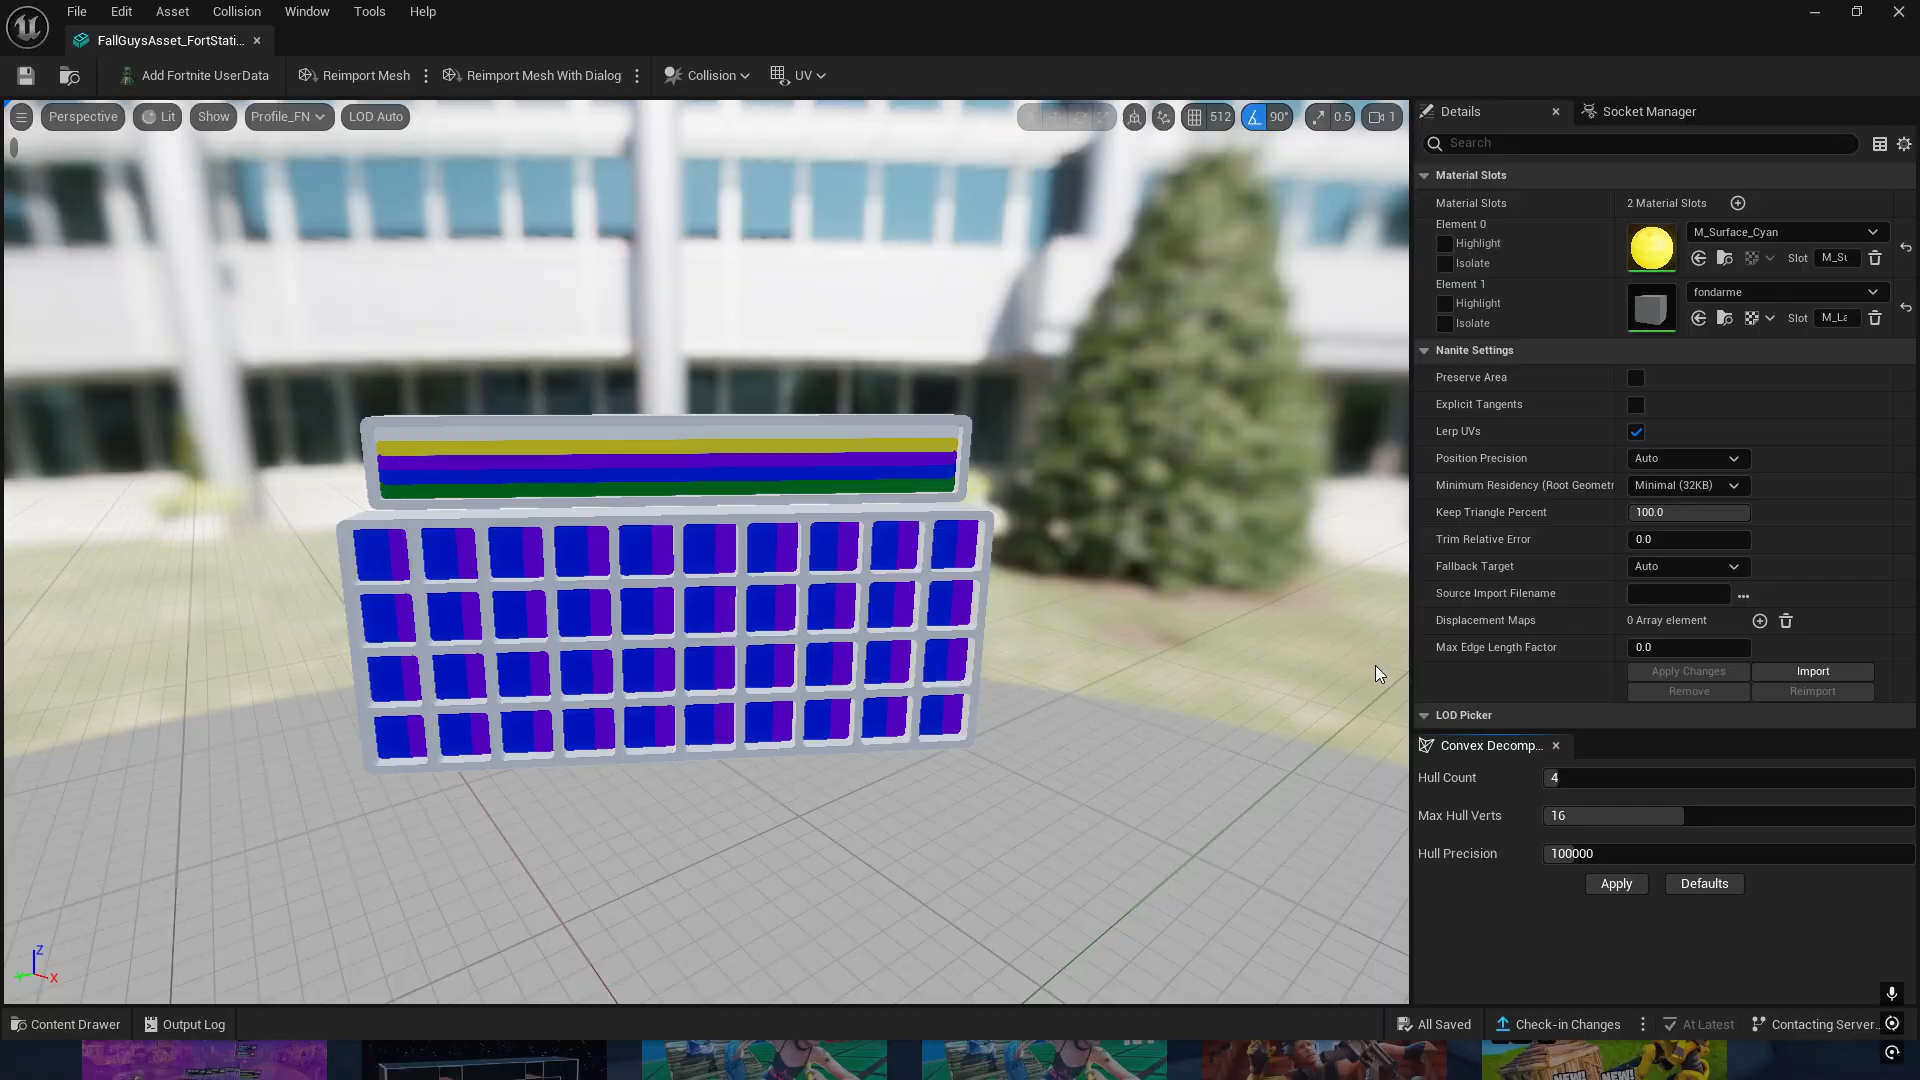 File Edit Asset Collision Window Tools Help
FallGuysAsset_FortStati...
Add Fortnite UserData Reimport Mesh Reimport Mesh With Dialog Collision UV
Perspective Lit Show Profile_FN LOD Auto 512 90° 0.5 1
Details Socket Manager
Search
Material Slots
Material Slots 2 Material Slots
Element 0 M_Surface_Cyan
Highlight
Isolate Slot M_Su
Element 1 fondarme
Highlight
Isolate Slot M_La
Nanite Settings
Preserve Area
Explicit Tangents
Lerp UVs
Position Precision Auto
Minimum Residency (Root Geometr Minimal (32KB)
Keep Triangle Percent 100.0
Trim Relative Error 0.0
Fallback Target Auto
Source Import Filename
Displacement Maps 0 Array element
Max Edge Length Factor 0.0
Apply Changes Import
Remove Reimport
LOD Picker
Convex Decomp...
Hull Count 4
Max Hull Verts 16
Hull Precision 100000
Apply Defaults
Z
Y X
Content Drawer Output Log All Saved Check-in Changes At Latest Contacting Server..
NEW! NEW!